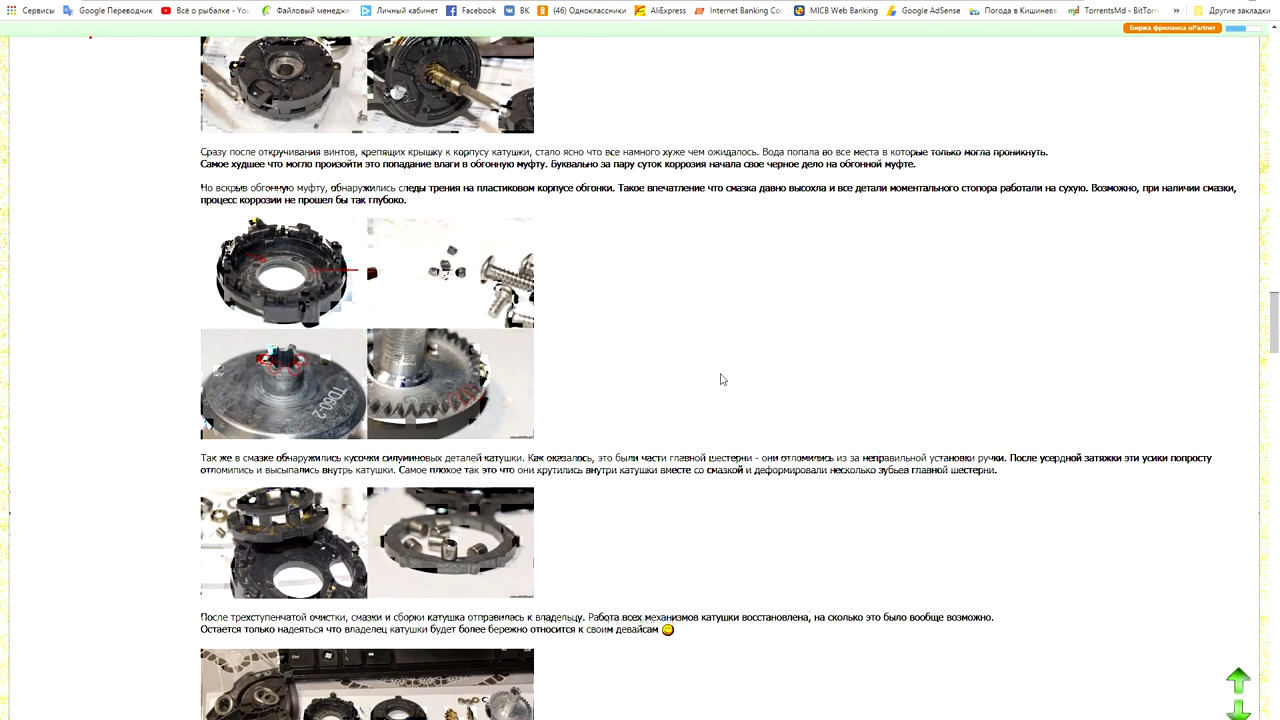 Сервисы Google Переводчик Всё о рыбалке - You Файловый менедже Личный кабинет Facebook ВК (46) Одноклассники AliExpress Internet Banking Con MICB Web Banking Google AdSense Погода в Кишиневе TorrentsMd - BitTorr » Другие закладки
Биржа фриланса uPartner
Сразу после откручивания винтов, крепящих крышку к корпусу катушки, стало ясно что все намного хуже чем ожидалось. Вода попала во все места в которые только могла проникнуть.
Самое худшее что могло произойти это попадание влаги в обгонную муфту. Буквально за пару суток коррозия начала свое черное дело на обгонной муфте.
Но вскрыв обгонную муфту, обнаружились следы трения на пластиковом корпусе обгонки. Такое впечатление что смазка давно высохла и все детали моментального стопора работали на сухую. Возможно, при наличии смазки,
процесс коррозии не прошел бы так глубоко.
TD60-2
Так же в смазке обнаружились кусочки силуминовых деталей катушки. Как оказалось, это были части главной шестерни - они отломились из за неправильной установки ручки. После усердной затяжки эти усики попросту
отломились и высыпались внутрь катушки. Самое плохое так это что они крутились внутри катушки вместе со смазкой и деформировали несколько зубьев главной шестерни.
После трехступенчатой очистки, смазки и сборки катушка отправилась к владельцу. Работа всех механизмов катушки восстановлена, на сколько это было вообще возможно.
Остается только надеяться что владелец катушки будет более бережно относится к своим девайсам